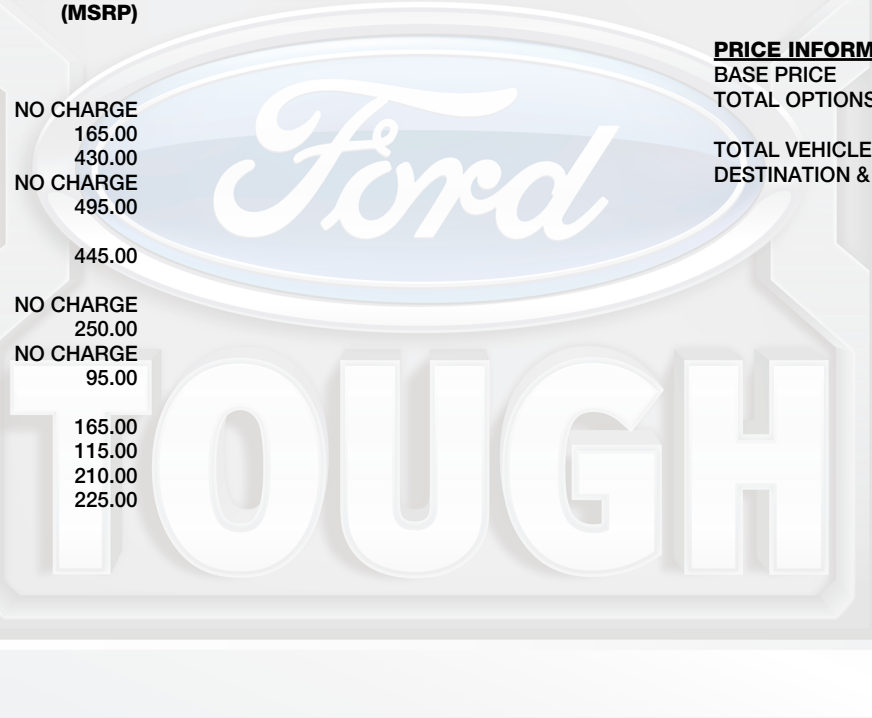 (MSRP)
NO CHARGE
165.00
430.00
NO CHARGE
495.00
445.00
NO CHARGE
250.00
NO CHARGE
95.00
165.00
115.00
210.00
225.00
PRICE INFORM
BASE PRICE
TOTAL OPTIONS
TOTAL VEHICLE
DESTINATION &
Ford
TOUGH